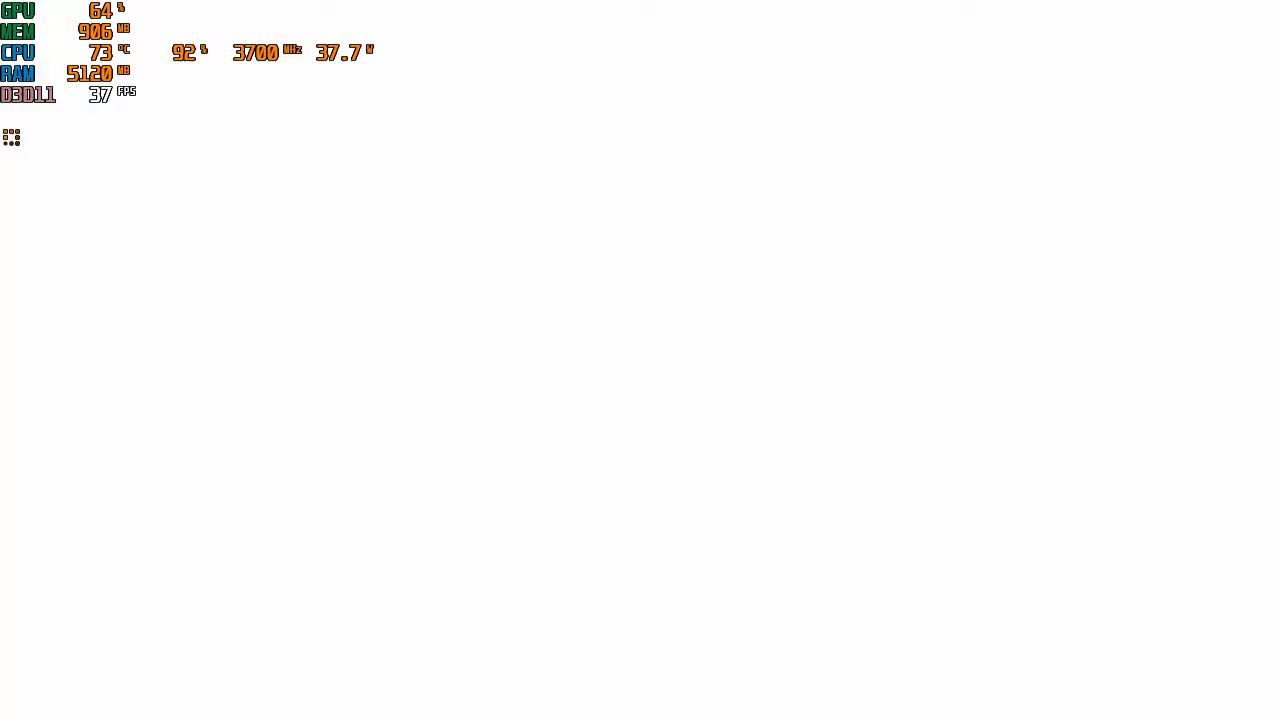 GPU 64 %
MEM 906 MB
CPU 73 °C 92 % 3700 MHz 37.7 W
RAM 5120 MB
D3D11 37 FPS